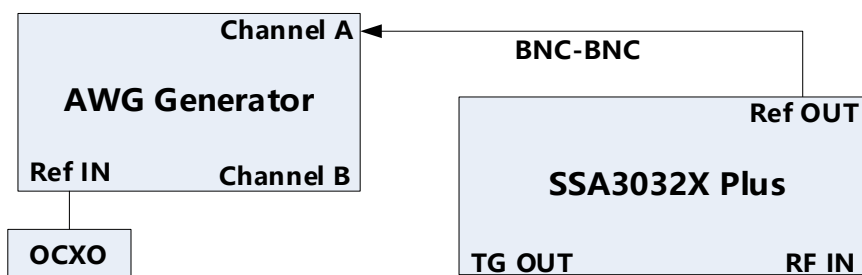 Channel A
BNC-BNC
AWG Generator
Ref OUT
Ref IN
Channel B
SSA3032X Plus
OCXO
TG OUT
RF IN